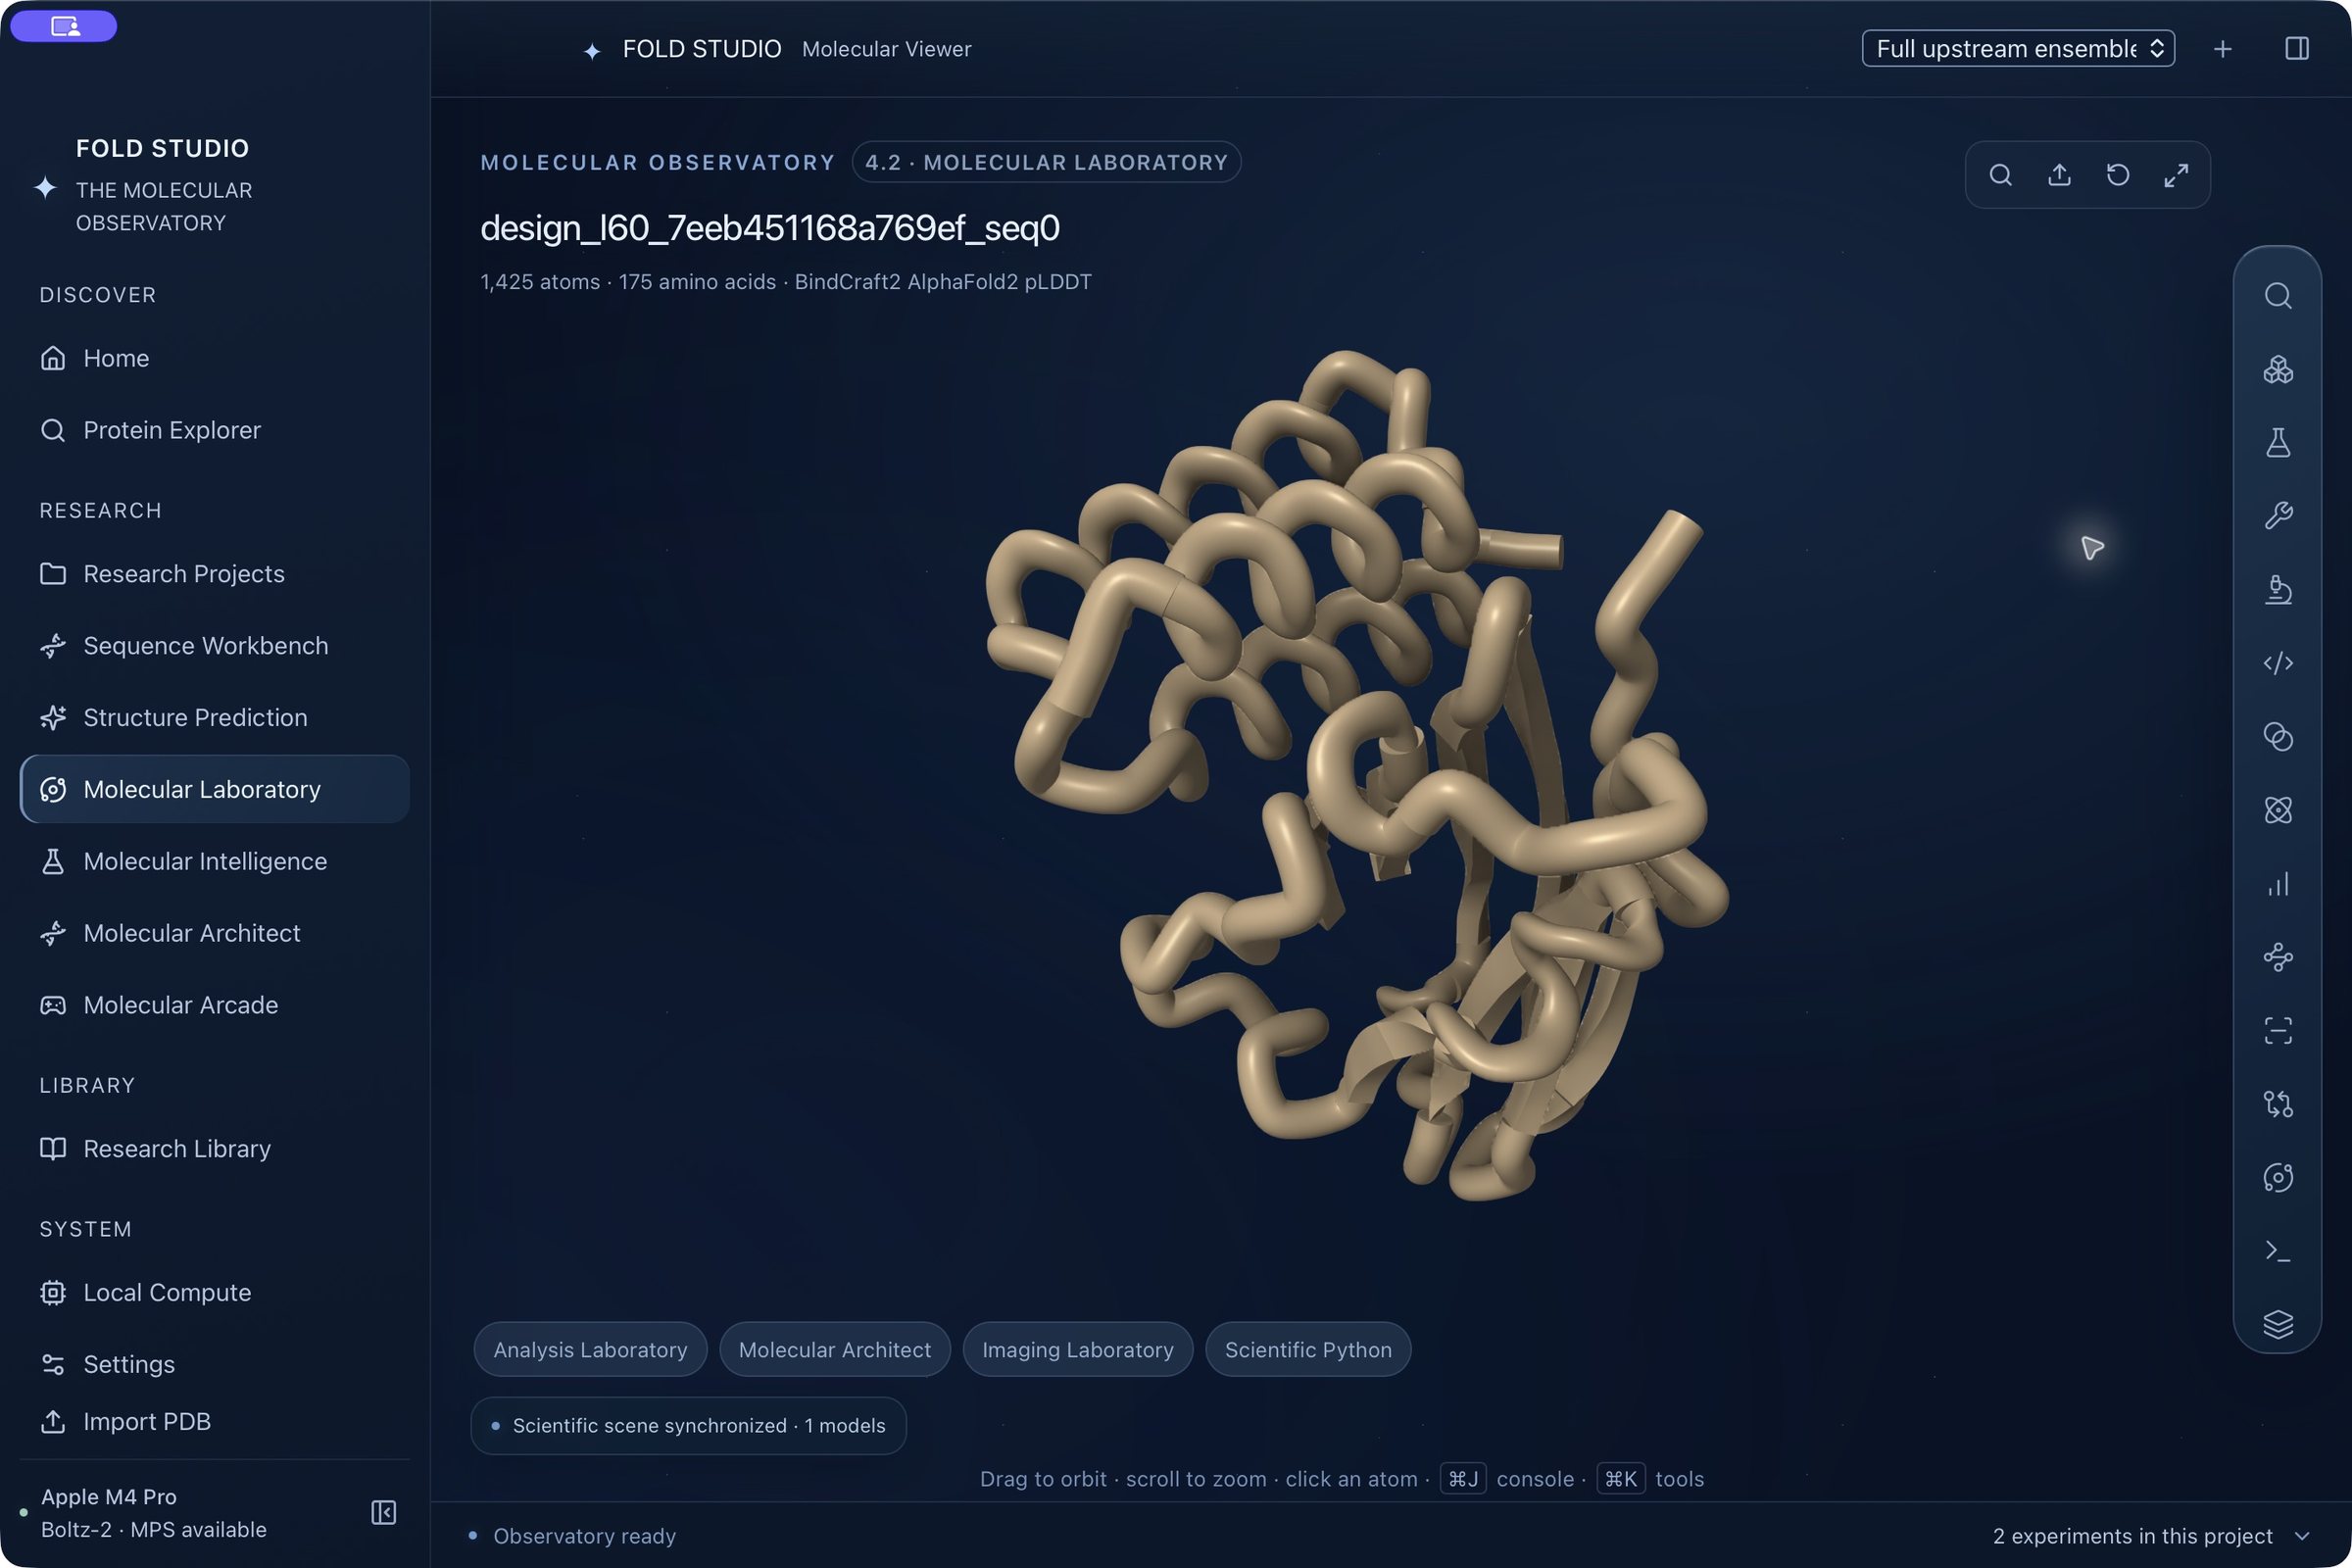 FOLD STUDIO
THE MOLECULAR
OBSERVATORY
DISCOVER
Home
Protein Explorer
RESEARCH
Research Projects
Sequence Workbench
Structure Prediction
Molecular Laboratory
Molecular Intelligence
Molecular Architect
Molecular Arcade
LIBRARY
Research Library
SYSTEM
Local Compute
Settings
Import PDB
Apple M4 Pro
Boltz-2 · MPS available
FOLD STUDIO Molecular Viewer
Full upstream ensemble
MOLECULAR OBSERVATORY 4.2 · MOLECULAR LABORATORY
design_l60_7eeb451168a769ef_seq0
1,425 atoms · 175 amino acids · BindCraft2 AlphaFold2 pLDDT
Analysis Laboratory Molecular Architect Imaging Laboratory Scientific Python
Scientific scene synchronized · 1 models
Drag to orbit · scroll to zoom · click an atom · ⌘J console · ⌘K tools
Observatory ready 2 experiments in this project